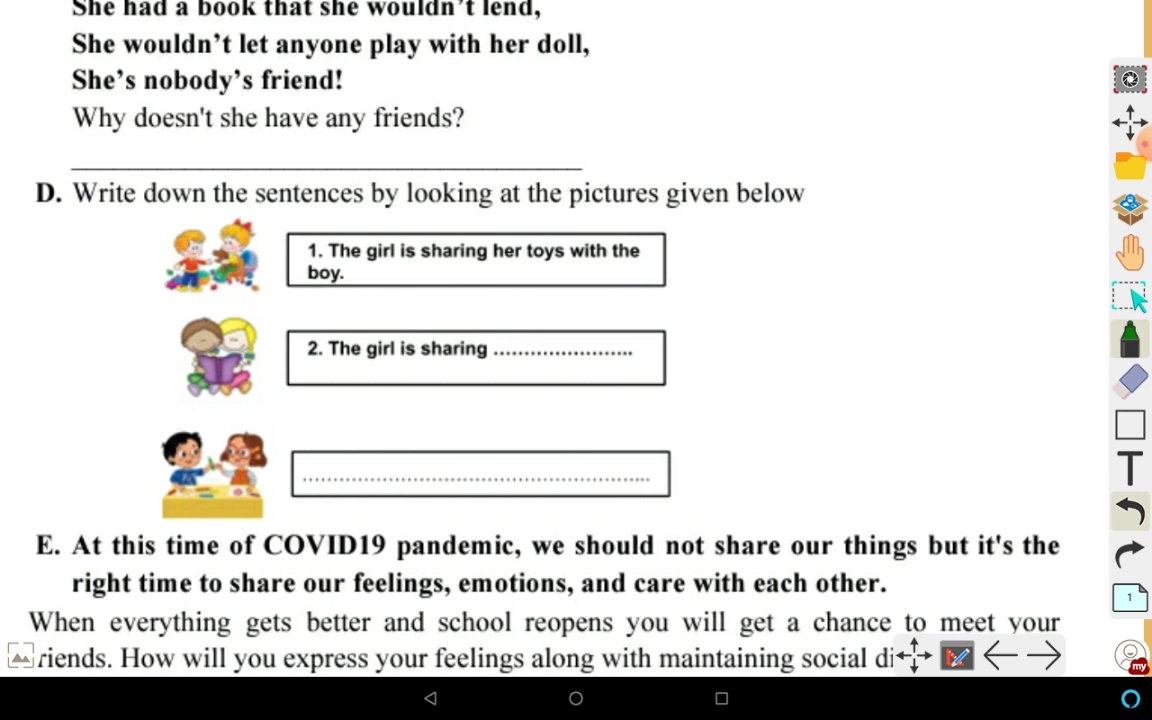 She had a book that she wouldn't lend,
She wouldn't let anyone play with her doll,
She's nobody's friend!
Why doesn't she have any friends?
D. Write down the sentences by looking at the pictures given below
1. The girl is sharing her toys with the
boy.
2. The girl is sharing .......................
.........................................................
E. At this time of COVID19 pandemic, we should not share our things but it's the
right time to share our feelings, emotions, and care with each other.
When everything gets better and school reopens you will get a chance to meet your
riends. How will you express your feelings along with maintaining social di
T
1
my